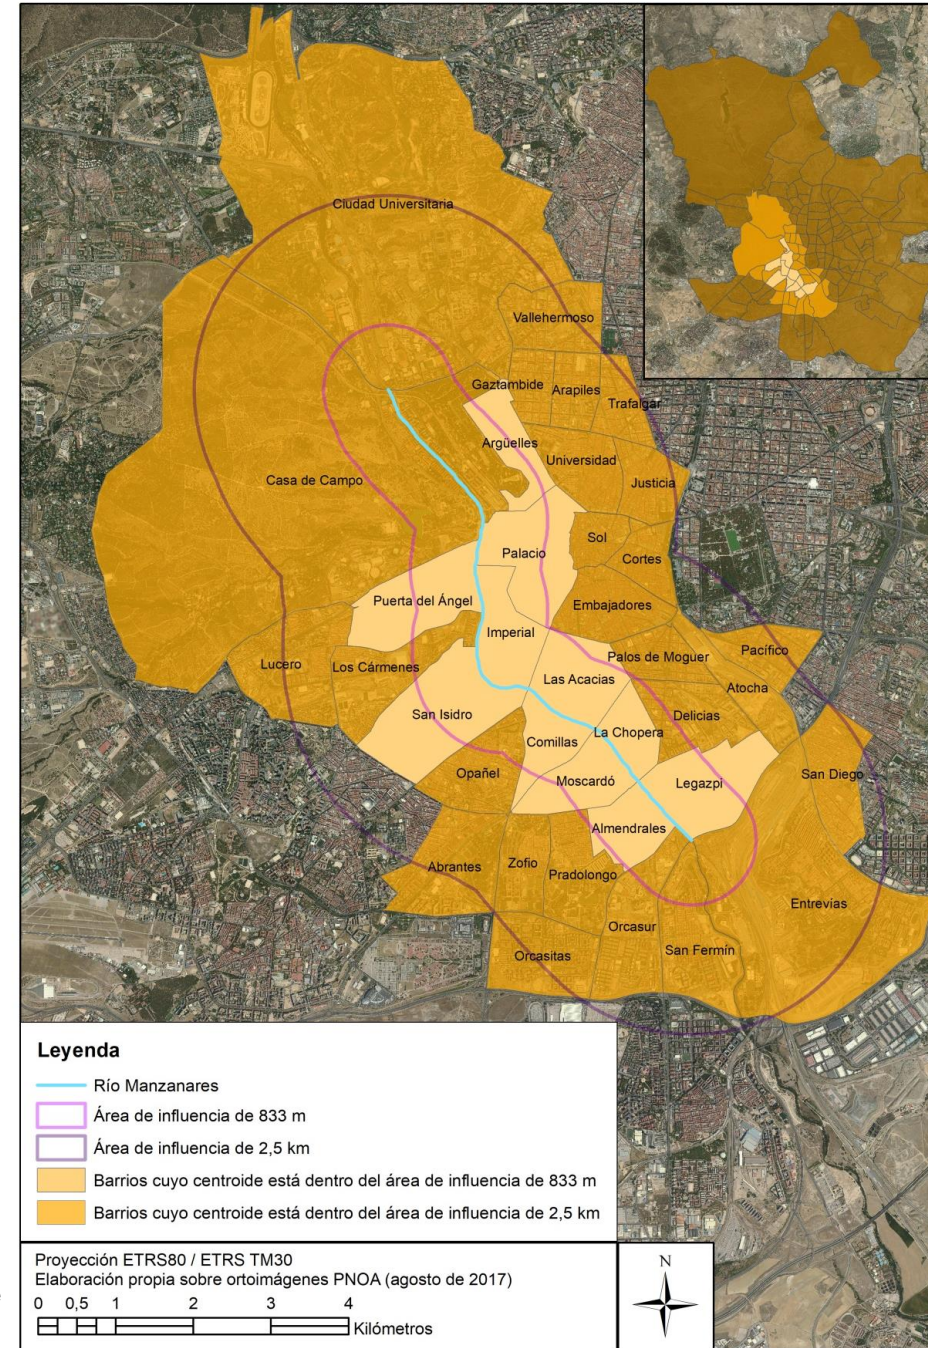 Ciudad Universitaria
Vallehermoso
Gaztambide
Arapiles
Trafalgar
Argüelles
Universidad
Casa de Campo
Justicia
Sol
Palacio
Cortes
Puerta del Ángel
Embajadores
Imperial
Pacífico
Lucero
Los Cármenes
Palos de Moguer
Las Acacias
Atocha
San Isidro
Delicias
La Chopera
Comillas
Opañel
San Diego
Moscardó
Legazpi
Almendrales
Abrantes
Zofio
Pradolongo
Entrevías
Orcasur
San Fermín
Orcasitas
Leyenda
Río Manzanares
Área de influencia de 833 m
Área de influencia de 2,5 km
Barrios cuyo centroide está dentro del área de influencia de 833 m
Barrios cuyo centroide está dentro del área de influencia de 2,5 km
Proyección ETRS80 / ETRS TM30
Elaboración propia sobre ortoimágenes PNOA (agosto de 2017)
0 0,5 1 2 3 4
Kilómetros
N